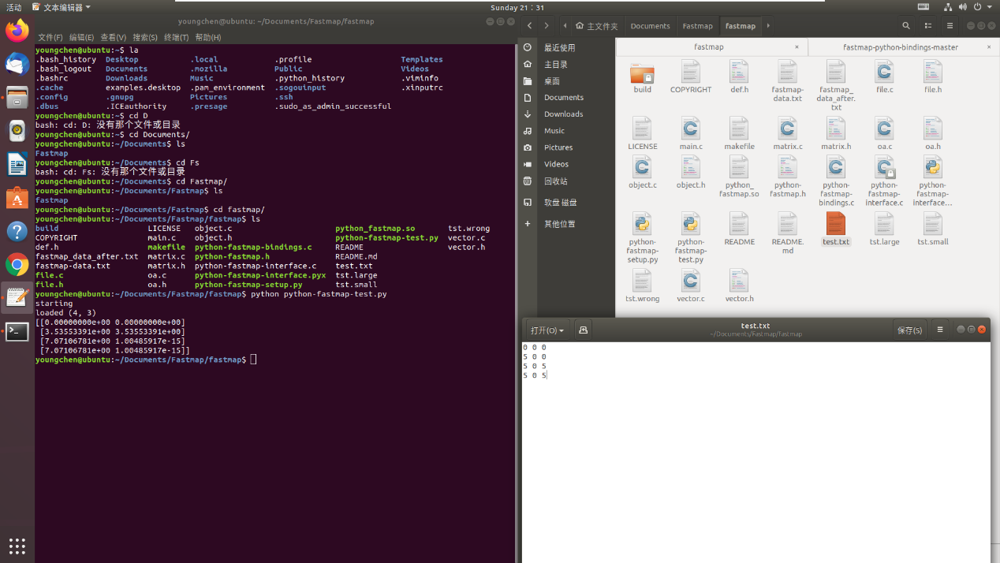 活动 文本编辑器 Sunday 21：31
youngchen@ubuntu: ~/Documents/Fastmap/fastmap
文件(F) 编辑(E) 查看(V) 搜索(S) 终端(T) 帮助(H)
youngchen@ubuntu:~$ la
.bash_history Desktop .local .profile Templates
.bash_logout Documents .mozilla Public Videos
.bashrc Downloads Music .python_history .viminfo
.cache examples.desktop .pam_environment .sogouinput .xinputrc
.config .gnupg Pictures .ssh
.dbus .ICEauthority .presage .sudo_as_admin_successful
youngchen@ubuntu:~$ cd D
bash: cd: D: 没有那个文件或目录
youngchen@ubuntu:~$ cd Documents/
youngchen@ubuntu:~/Documents$ ls
Fastmap
youngchen@ubuntu:~/Documents$ cd Fs
bash: cd: Fs: 没有那个文件或目录
youngchen@ubuntu:~/Documents$ cd Fastmap/
youngchen@ubuntu:~/Documents/Fastmap$ ls
fastmap
youngchen@ubuntu:~/Documents/Fastmap$ cd fastmap/
youngchen@ubuntu:~/Documents/Fastmap/fastmap$ ls
build LICENSE object.c python_fastmap.so tst.wrong
COPYRIGHT main.c object.h python-fastmap-test.py vector.c
def.h makefile python-fastmap-bindings.c README vector.h
fastmap_data_after.txt matrix.c python-fastmap.h README.md
fastmap-data.txt matrix.h python-fastmap-interface.c test.txt
file.c oa.c python-fastmap-interface.pyx tst.large
file.h oa.h python-fastmap-setup.py tst.small
youngchen@ubuntu:~/Documents/Fastmap/fastmap$ python python-fastmap-test.py
starting
loaded (4, 3)
[[0.00000000e+00 0.00000000e+00]
[3.53553391e+00 3.53553391e+00]
[7.07106781e+00 1.00485917e-15]
[7.07106781e+00 1.00485917e-15]]
youngchen@ubuntu:~/Documents/Fastmap/fastmap$
主文件夹 Documents Fastmap fastmap
最近使用
主目录
桌面
Documents
Downloads
Music
Pictures
Videos
回收站
软盘 磁盘
其他位置
fastmap × fastmap-python-bindings-master ×
build COPYRIGHT def.h fastmap- fastmap_ file.c file.h
data.txt data_after.
txt
LICENSE main.c makefile matrix.c matrix.h oa.c oa.h
object.c object.h python_ python- python- python- python-
fastmap.so fastmap.h fastmap- fastmap- fastmap-
bindings.c interface.c interface...
python- python- README README. test.txt tst.large tst.small
fastmap- fastmap- md
setup.py test.py
tst.wrong vector.c vector.h
打开(O) test.txt 保存(S)
~/Documents/Fastmap/fastmap
0 0 0
5 0 0
5 0 5
5 0 5